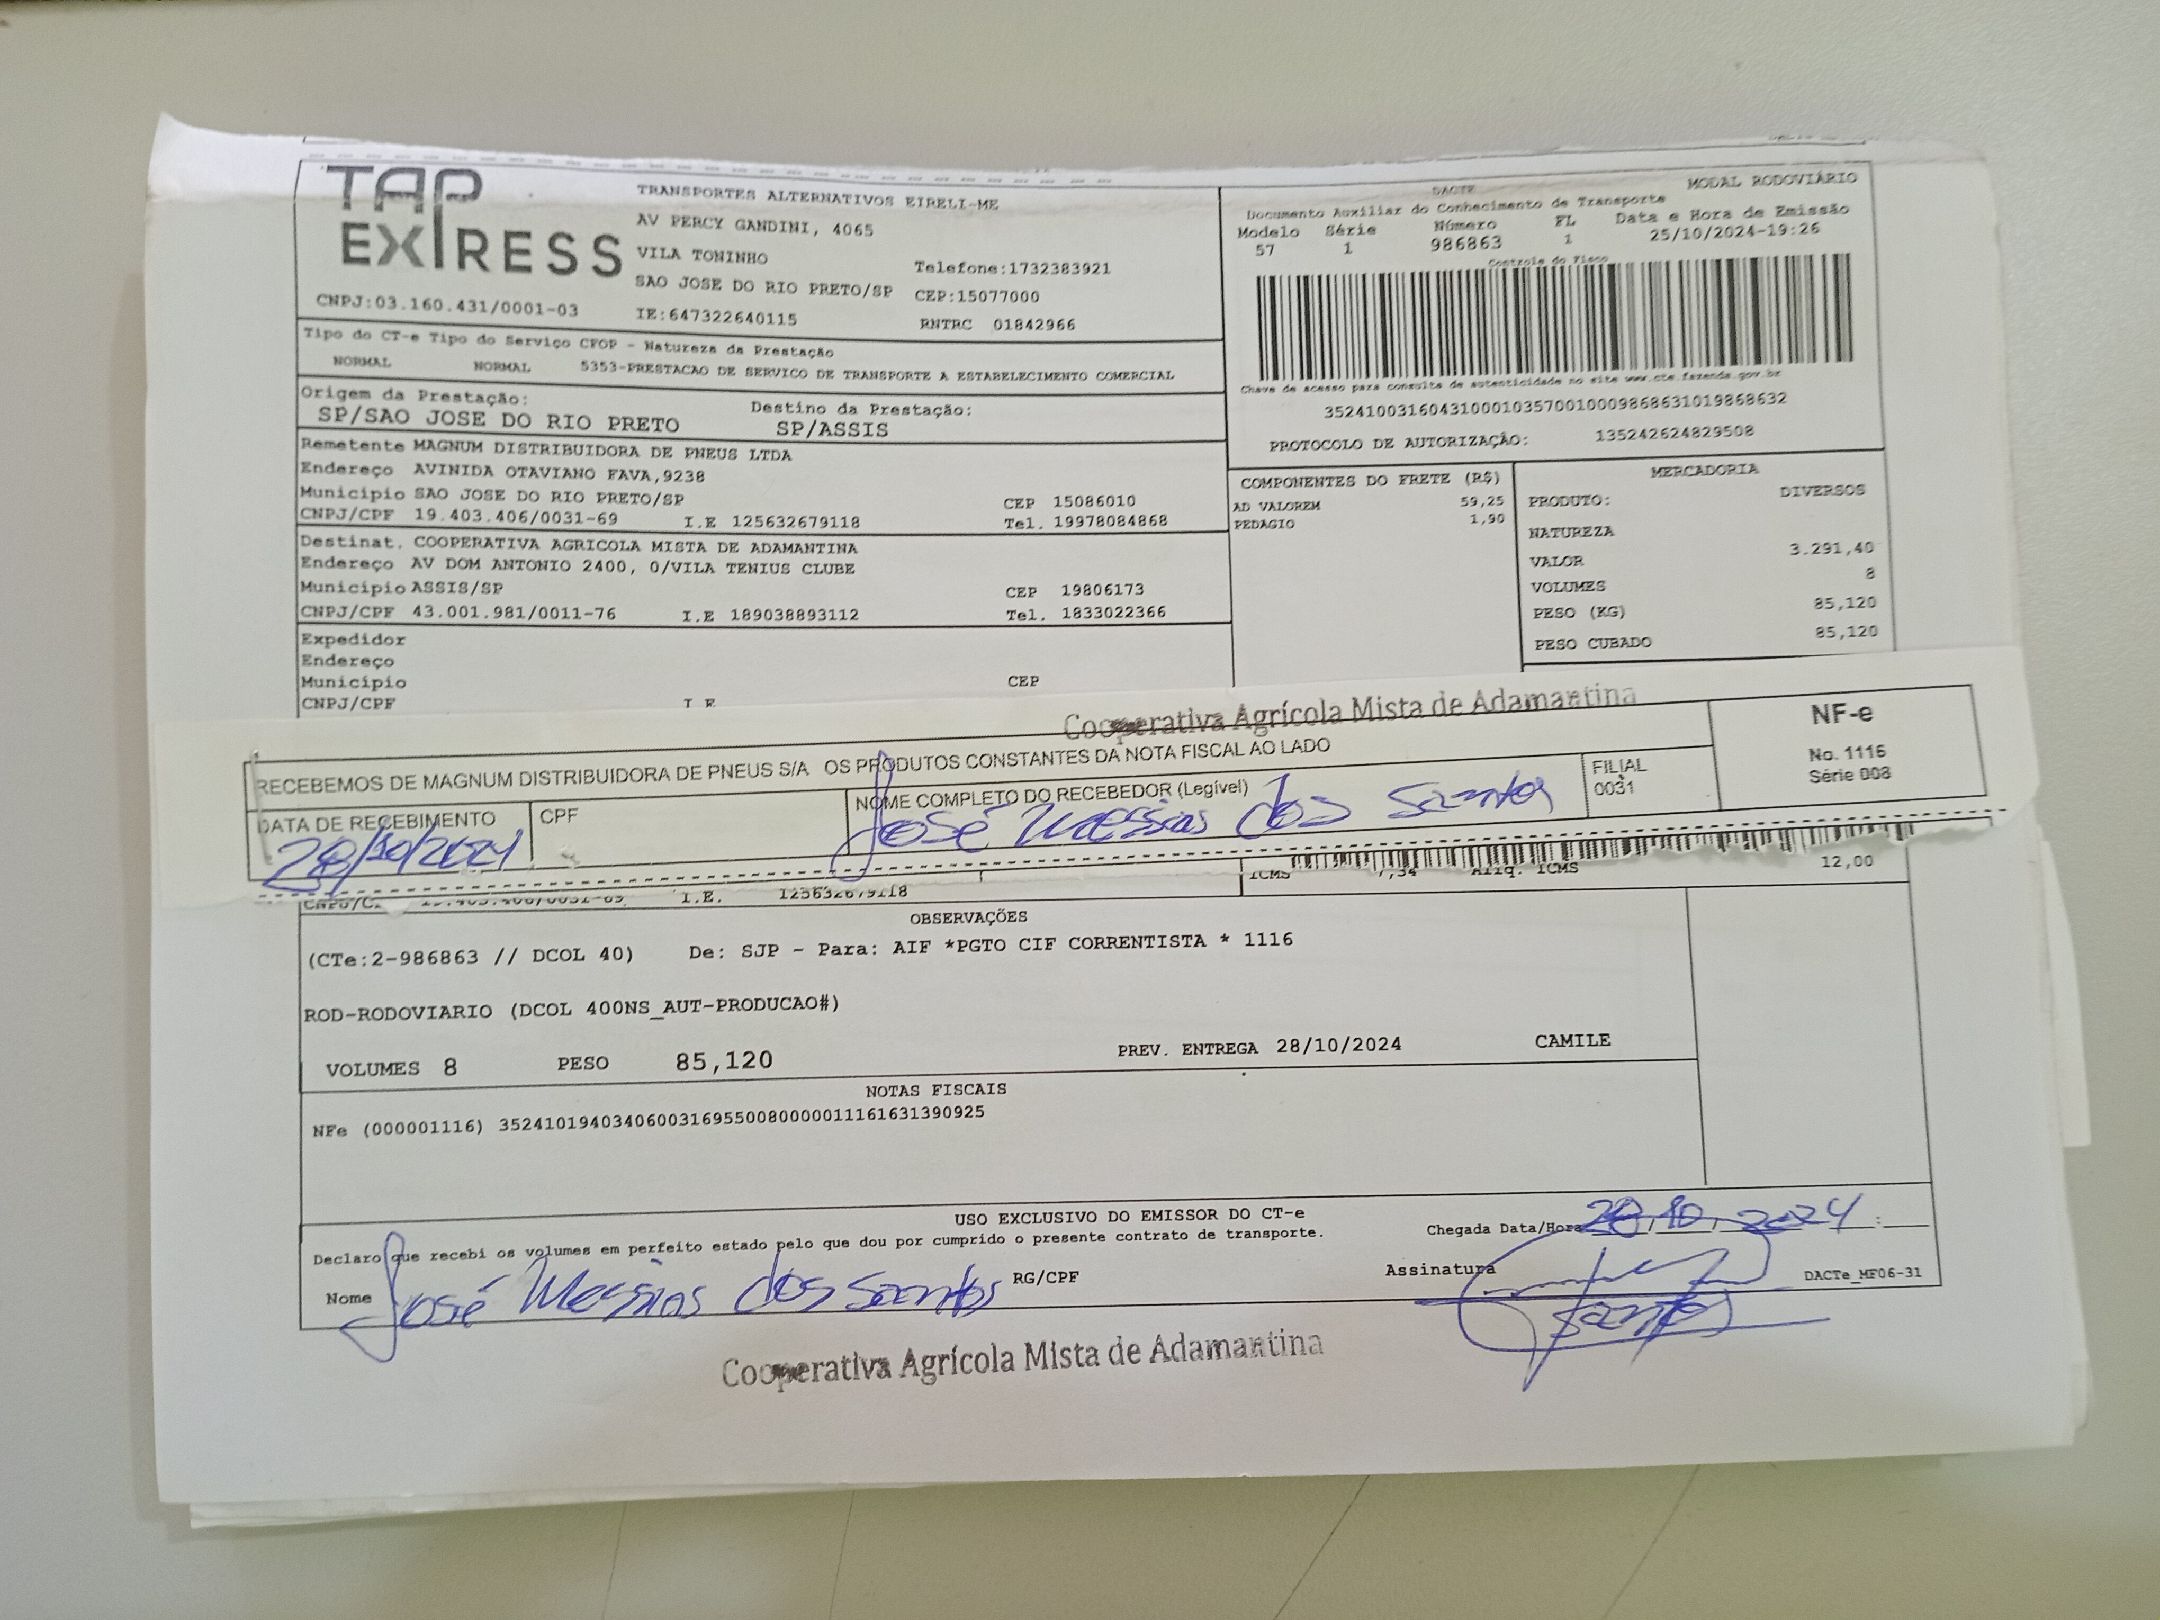 TAP EXPRESS
TRANSPORTES ALTERNATIVOS EIRELI-ME
AV PERCY GANDINI, 4065
VILA TONINHO
Telefone:1732383921
SAO JOSE DO RIO PRETO/SP CEP:15077000
CNPJ:03.160.431/0001-03
IE:647322640115
RNTRC 01842966
DACTE
MODAL RODOVIÁRIO
Documento Auxiliar do Conhecimento de Transporte
Modelo Série Número FL Data e Hora de Emissão
57 1 986863 1 25/10/2024-19:26
Controle do Fisco
Chave de acesso para consulta de autenticidade no site www.cte.fazenda.gov.br
35241003160431000103570010009868631019868632
PROTOCOLO DE AUTORIZAÇÃO: 135242624829508
Tipo do CT-e Tipo do Serviço CFOP - Natureza da Prestação
NORMAL NORMAL 5353-PRESTACAO DE SERVICO DE TRANSPORTE A ESTABELECIMENTO COMERCIAL
Origem da Prestação: Destino da Prestação:
SP/SAO JOSE DO RIO PRETO SP/ASSIS
Remetente MAGNUM DISTRIBUIDORA DE PNEUS LTDA
Endereço AVINIDA OTAVIANO FAVA,9238
Município SAO JOSE DO RIO PRETO/SP CEP 15086010
CNPJ/CPF 19.403.406/0031-69 I.E 125632679118 Tel. 19978084868
Destinat. COOPERATIVA AGRICOLA MISTA DE ADAMANTINA
Endereço AV DOM ANTONIO 2400, 0/VILA TENIUS CLUBE
Município ASSIS/SP CEP 19806173
CNPJ/CPF 43.001.981/0011-76 I.E 189038893112 Tel. 1833022366
Expedidor
Endereço
Município CEP
CNPJ/CPF
COMPONENTES DO FRETE (R$)
AD VALOREM 59,25
PEDAGIO 1,90
MERCADORIA
PRODUTO: DIVERSOS
NATUREZA
VALOR 3.291,40
VOLUMES 8
PESO (KG) 85,120
PESO CUBADO 85,120
Cooperativa Agrícola Mista de Adamantina
RECEBEMOS DE MAGNUM DISTRIBUIDORA DE PNEUS S/A OS PRODUTOS CONSTANTES DA NOTA FISCAL AO LADO
DATA DE RECEBIMENTO CPF NOME COMPLETO DO RECEBEDOR (Legível) FILIAL
28/10/2024 José Messias dos Santos 0031
NF-e
No. 1116
Série 008
ICMS 7,34 Aliq. ICMS 12,00
CNPJ/C 19.403.406/0031-69 I.E. 125632679118
OBSERVAÇÕES
(CTe:2-986863 // DCOL 40) De: SJP - Para: AIF *PGTO CIF CORRENTISTA * 1116
ROD-RODOVIARIO (DCOL 400NS_AUT-PRODUCAO#)
VOLUMES 8 PESO 85,120 PREV. ENTREGA 28/10/2024 CAMILE
NOTAS FISCAIS
NFe (000001116) 35241019403406003169550080000011161631390925
USO EXCLUSIVO DO EMISSOR DO CT-e
Declaro que recebi os volumes em perfeito estado pelo que dou por cumprido o presente contrato de transporte.
Chegada Data/Hora 28/10/2024 :
Nome José Messias dos Santos RG/CPF
Assinatura
DACTe_MF06-31
Cooperativa Agrícola Mista de Adamantina